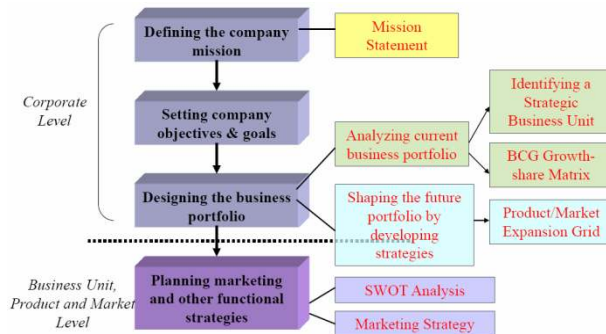 Defining the company
mission
Mission
Statement
Corporate
Level
Setting company
objectives & goals
Analyzing current
business portfolio
Identifying a
Strategic
Business Unit
BCG Growth-
share Matrix
Designing the business
portfolio
Shaping the future
portfolio by
developing
strategies
Product/Market
Expansion Grid
Business Unit,
Product and Market
Level
Planning marketing
and other functional
strategies
SWOT Analysis
Marketing Strategy